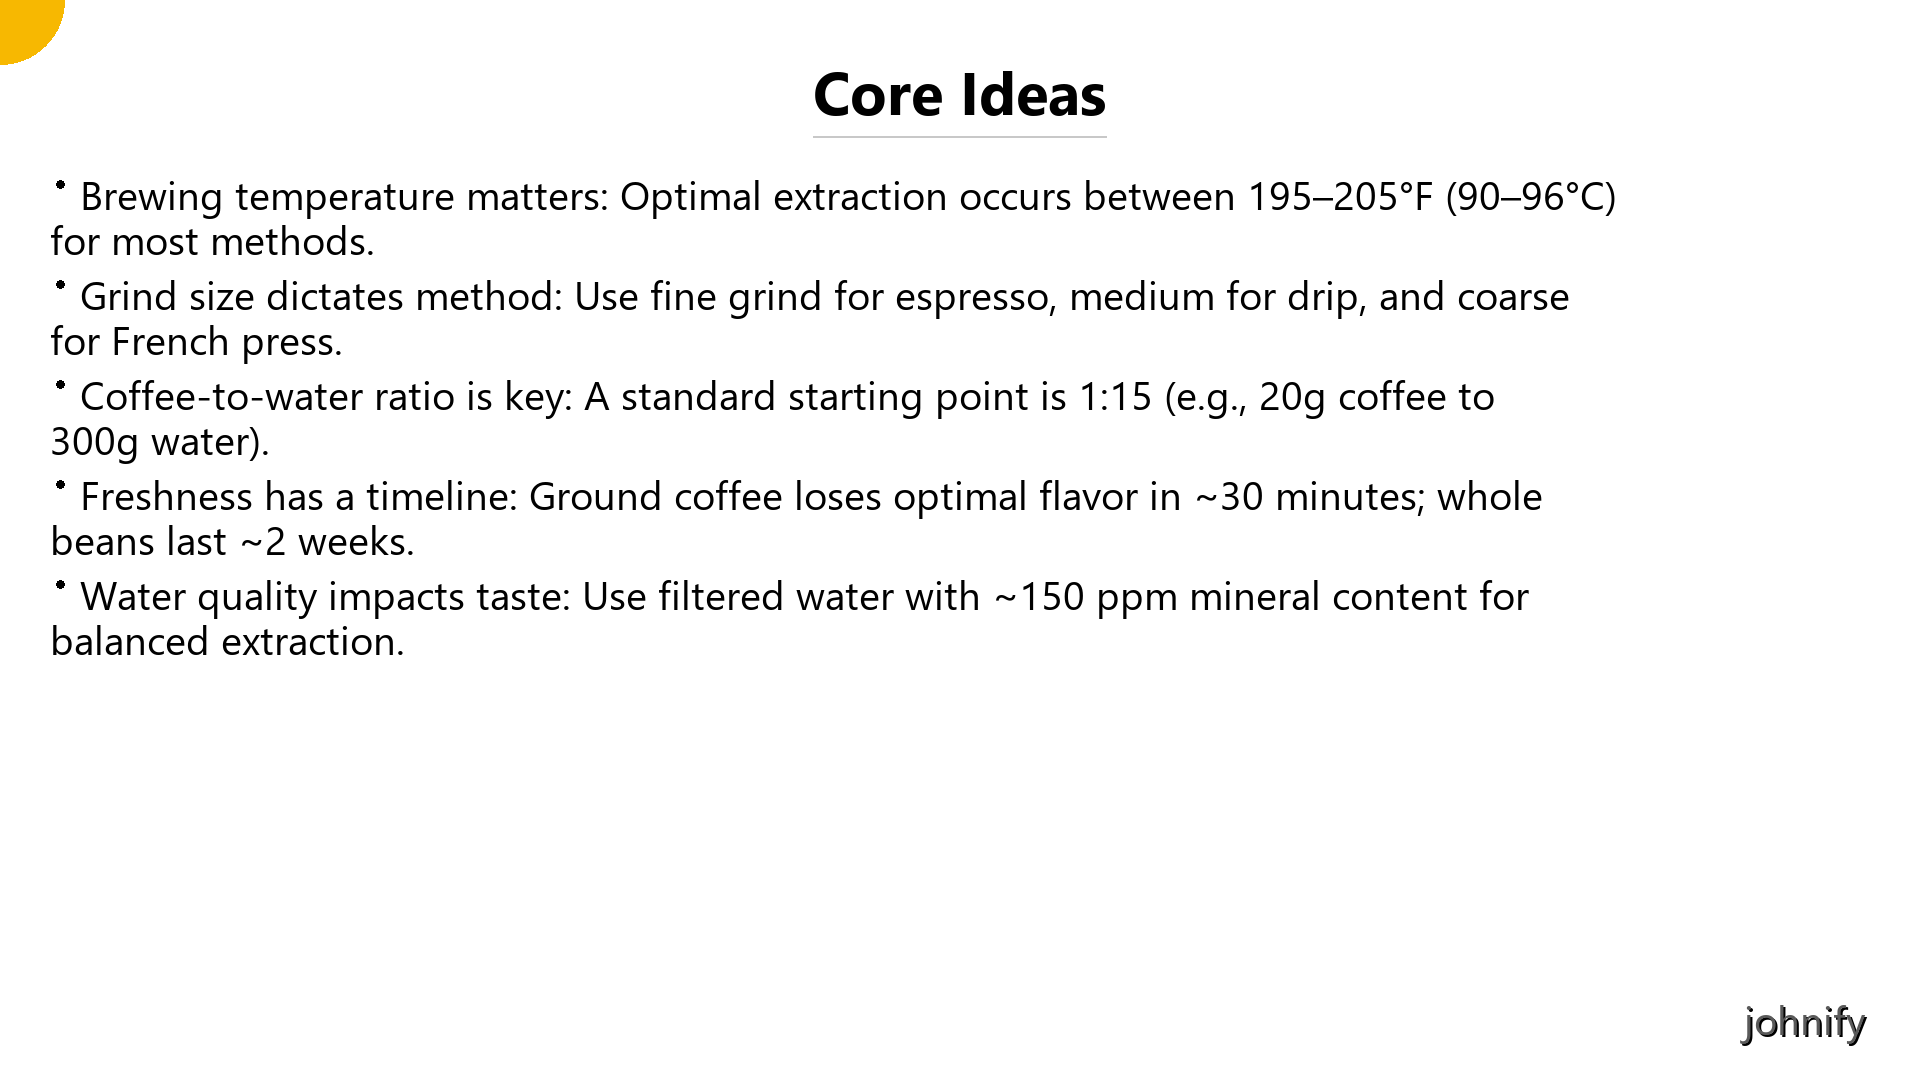 Core Ideas
• Brewing temperature matters: Optimal extraction occurs between 195–205°F (90–96°C)
for most methods.
• Grind size dictates method: Use fine grind for espresso, medium for drip, and coarse
for French press.
• Coffee-to-water ratio is key: A standard starting point is 1:15 (e.g., 20g coffee to
300g water).
• Freshness has a timeline: Ground coffee loses optimal flavor in ~30 minutes; whole
beans last ~2 weeks.
• Water quality impacts taste: Use filtered water with ~150 ppm mineral content for
balanced extraction.
johnify